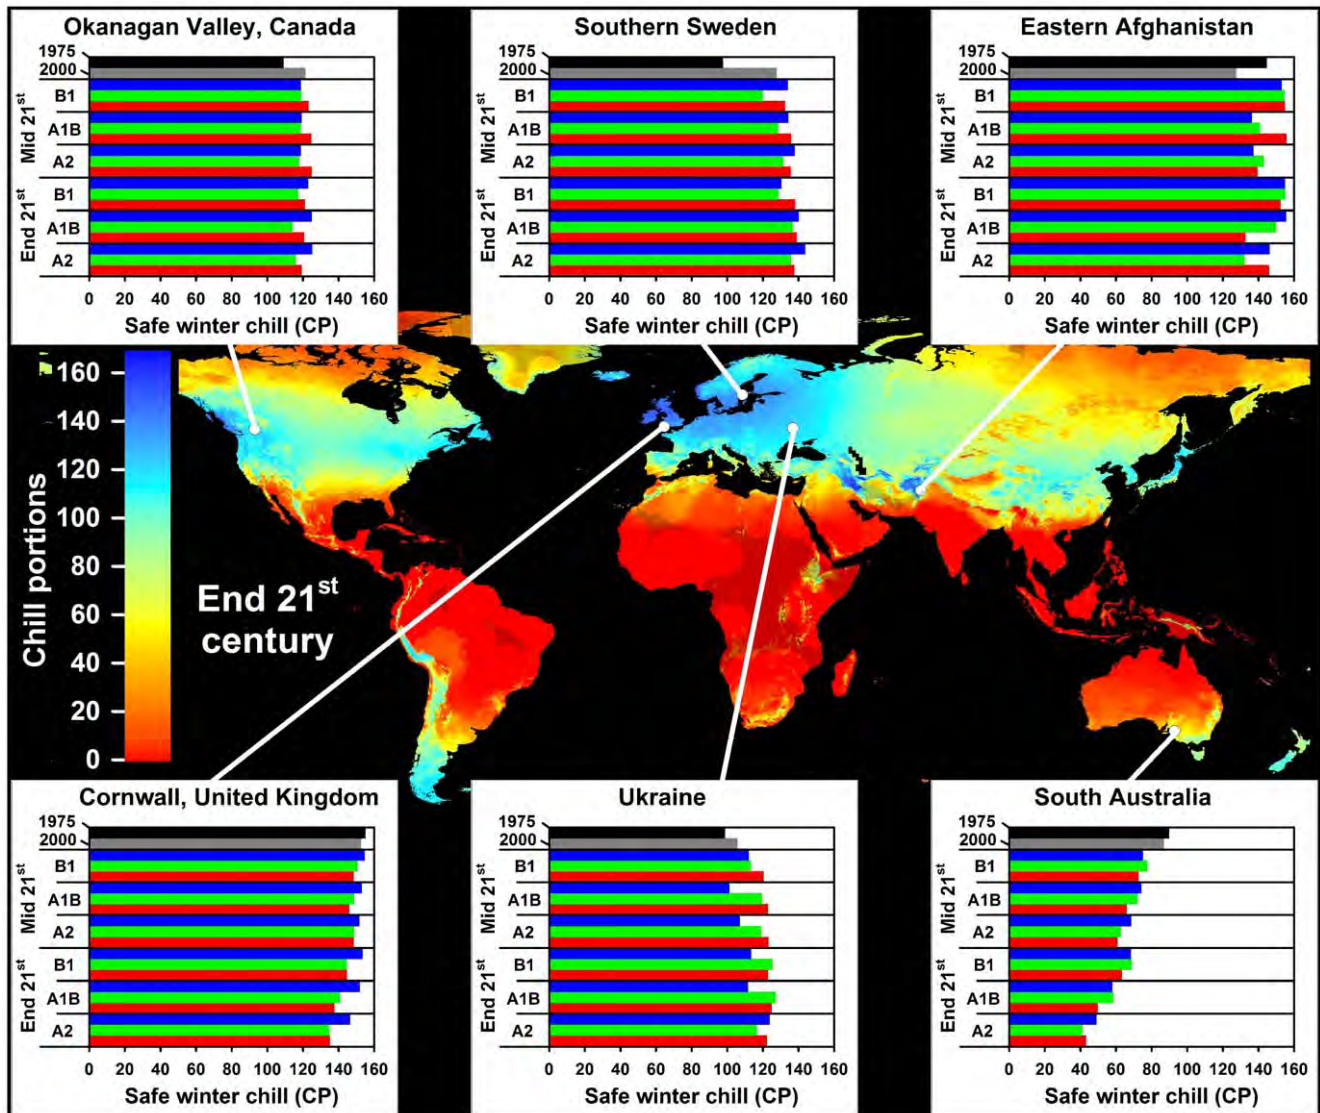 Okanagan Valley, Canada
1975
2000
Mid 21st
B1
A1B
A2
End 21st
B1
A1B
A2
0 20 40 60 80 100 120 140 160
Safe winter chill (CP)
Southern Sweden
1975
2000
Mid 21st
B1
A1B
A2
End 21st
B1
A1B
A2
0 20 40 60 80 100 120 140 160
Safe winter chill (CP)
Eastern Afghanistan
1975
2000
Mid 21st
B1
A1B
A2
End 21st
B1
A1B
A2
0 20 40 60 80 100 120 140 160
Safe winter chill (CP)
Chill portions
160
140
120
100
80
60
40
20
0
End 21st
century
Cornwall, United Kingdom
1975
2000
Mid 21st
B1
A1B
A2
End 21st
B1
A1B
A2
0 20 40 60 80 100 120 140 160
Safe winter chill (CP)
Ukraine
1975
2000
Mid 21st
B1
A1B
A2
End 21st
B1
A1B
A2
0 20 40 60 80 100 120 140 160
Safe winter chill (CP)
South Australia
1975
2000
Mid 21st
B1
A1B
A2
End 21st
B1
A1B
A2
0 20 40 60 80 100 120 140 160
Safe winter chill (CP)